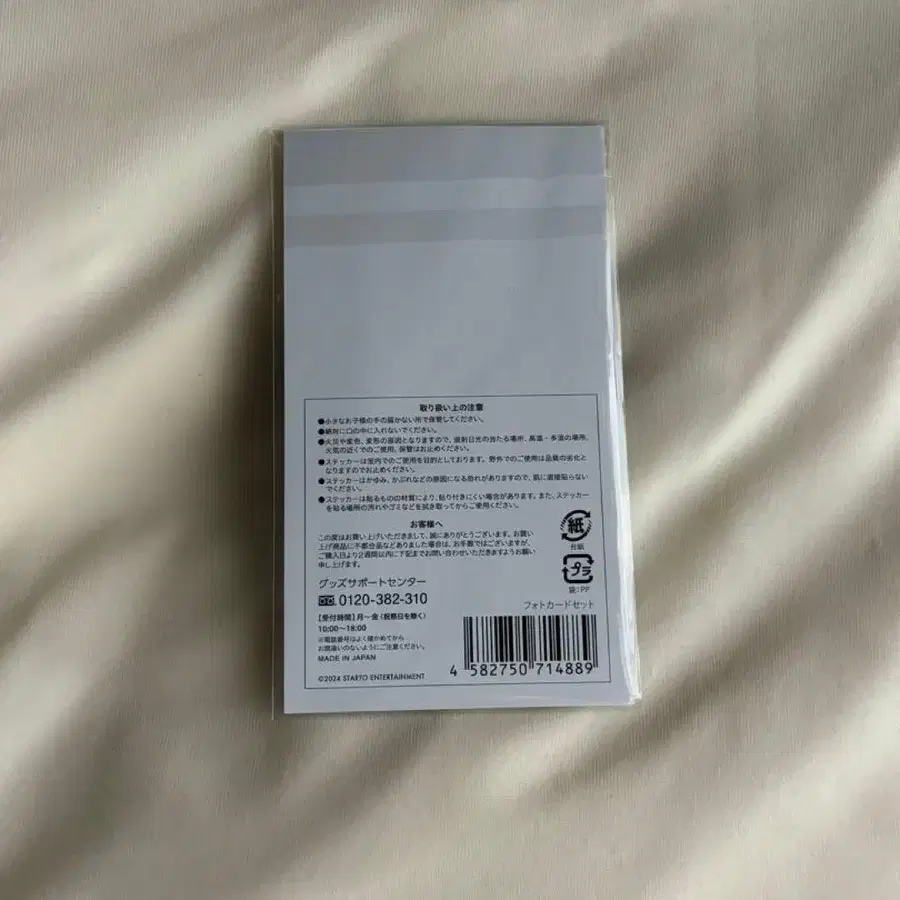 取り扱い上の注意
●小さなお子様の手の届かない所で保管してください。
●絶対に口の中に入れないでください。
●火災や変色、変形の原因となりますので、直射日光の当たる場所、高温・多湿の場所、
火気の近くでのご使用、保管はお止めください。
●ステッカーは室内でのご使用を目的としております。野外でのご使用は品質の劣化と
なりますのでお止めください。
●ステッカーはかゆみ、かぶれなどの原因になる恐れがありますので、肌に直接貼らない
でください。
●ステッカーは貼るものの材質により、貼り付きにくい場合があります。また、ステッカー
を貼る場所の汚れやゴミなどを拭き取ってからご使用ください。
お客様へ
この度はお買い上げいただきまして、誠にありがとうございます。お買い
上げ商品に不都合品などありました場合は、お手数ではございますが、
ご購入日より2週間以内に下記までお問い合わせいただきますようお願い
申し上げます。
グッズサポートセンター
0120-382-310
【受付時間】月〜金〈祝祭日を除く〉
10:00〜18:00
※電話番号はよく確かめてから
お間違いのないようにご注意ください。
MADE IN JAPAN
©2024 STARTO ENTERTAINMENT
紙
台紙
プラ
袋:PP
フォトカードセット
4 582750 714889